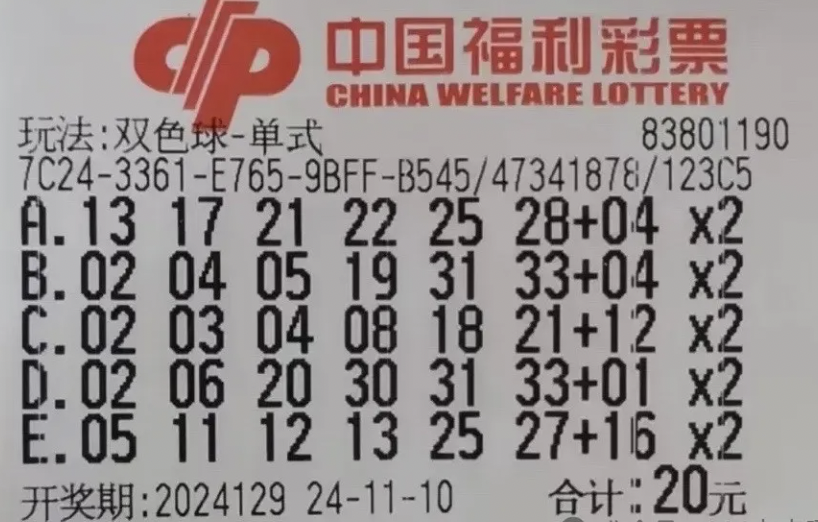 中国福利彩票
CHINA WELFARE LOTTERY
玩法:双色球-单式 83801190
7C24-3361-E765-9BFF-B545/47341878/123C5
A.13 17 21 22 25 28+04 x2
B.02 04 05 19 31 33+04 x2
C.02 03 04 08 18 21+12 x2
D.02 06 20 30 31 33+01 x2
E.05 11 12 13 25 27+16 x2
开奖期:2024129 24-11-10 合计:20元